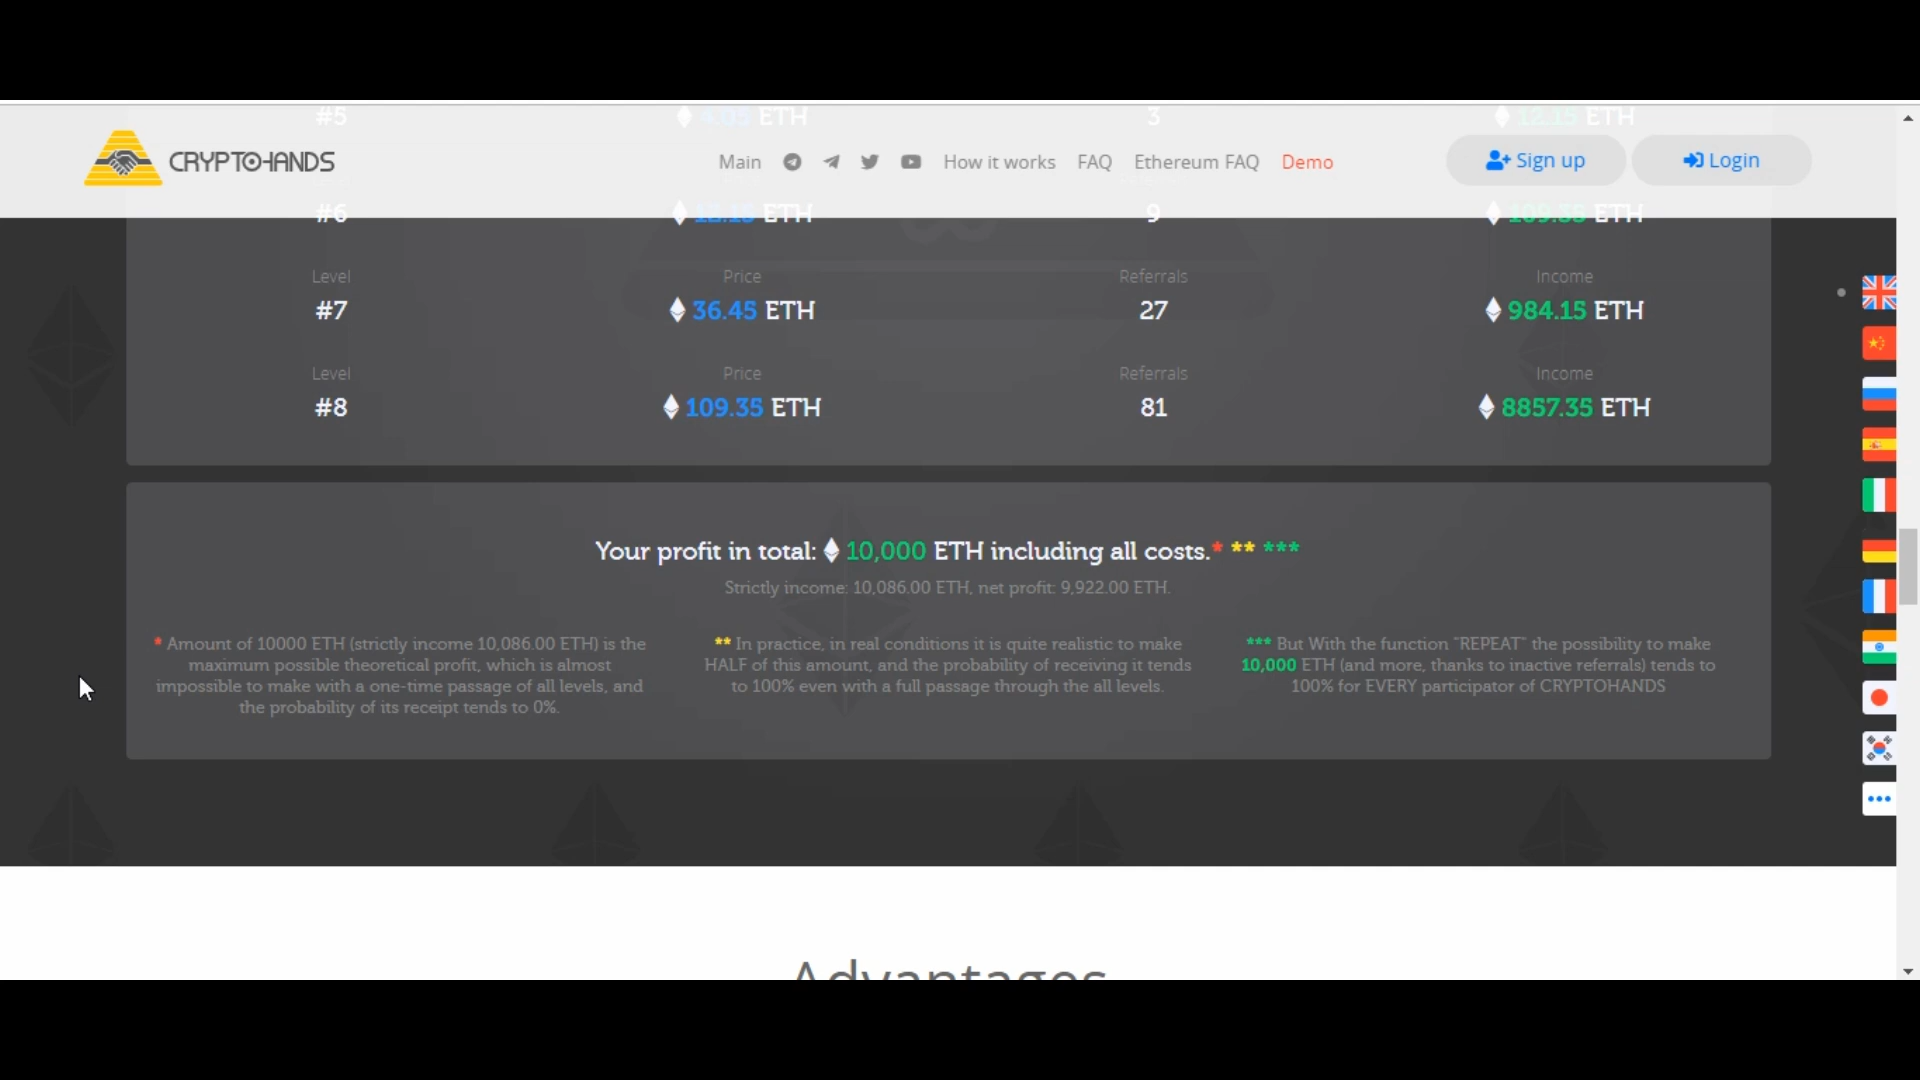 #5 4.05 ETH 3 12.15 ETH
CRYPTOHANDS Main How it works FAQ Ethereum FAQ Demo Sign up Login
#6 ETH 9 109.35 ETH
Level Price Referrals Income
#7 36.45 ETH 27 984.15 ETH
Level Price Referrals Income
#8 109.35 ETH 81 8857.35 ETH
Your profit in total: 10,000 ETH including all costs.* ** ***
Strictly income: 10,086.00 ETH, net profit: 9,922.00 ETH.
* Amount of 10000 ETH (strictly income 10,086.00 ETH) is the
maximum possible theoretical profit, which is almost
impossible to make with a one-time passage of all levels, and
the probability of its receipt tends to 0%.
** In practice, in real conditions it is quite realistic to make
HALF of this amount, and the probability of receiving it tends
to 100% even with a full passage through the all levels.
*** But With the function "REPEAT" the possibility to make
10,000 ETH (and more, thanks to inactive referrals) tends to
100% for EVERY participator of CRYPTOHANDS
Advantages